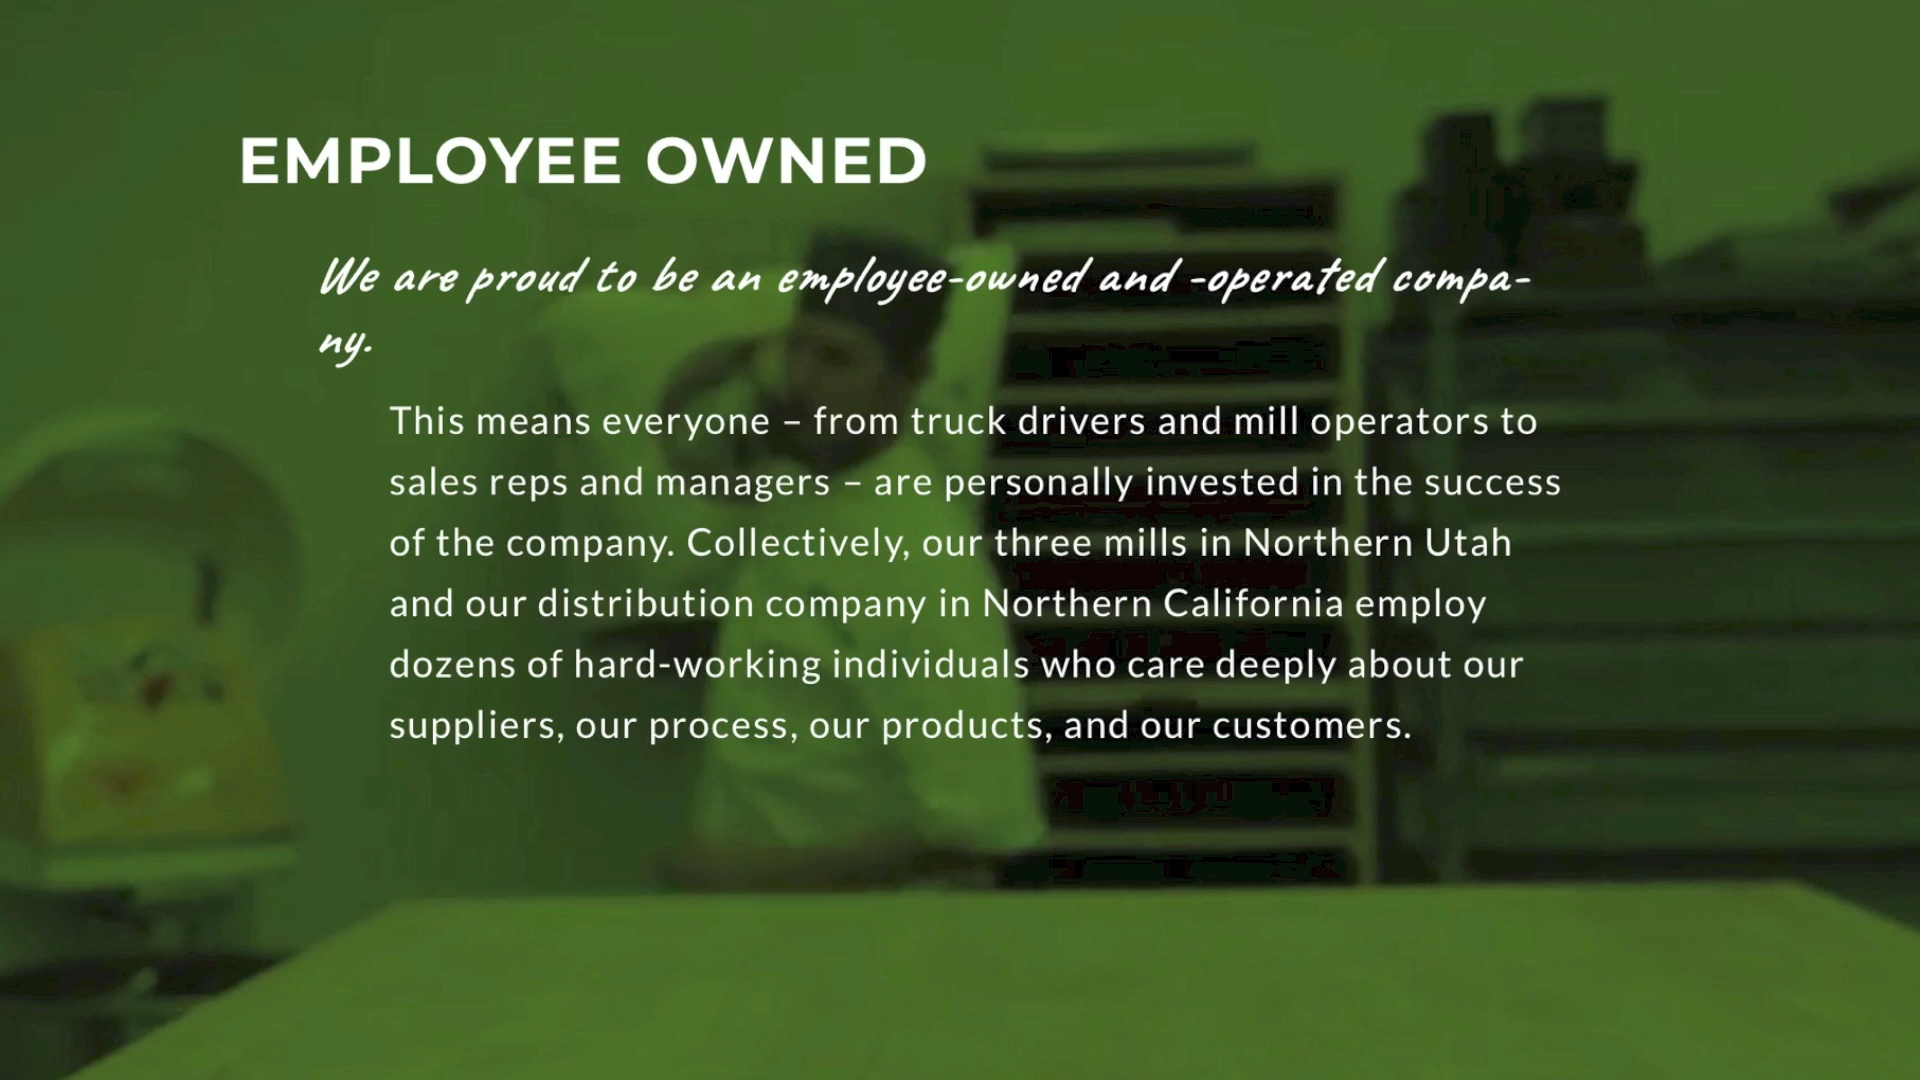 EMPLOYEE OWNED
We are proud to be an employee-owned and -operated compa-
ny.
This means everyone – from truck drivers and mill operators to
sales reps and managers – are personally invested in the success
of the company. Collectively, our three mills in Northern Utah
and our distribution company in Northern California employ
dozens of hard-working individuals who care deeply about our
suppliers, our process, our products, and our customers.